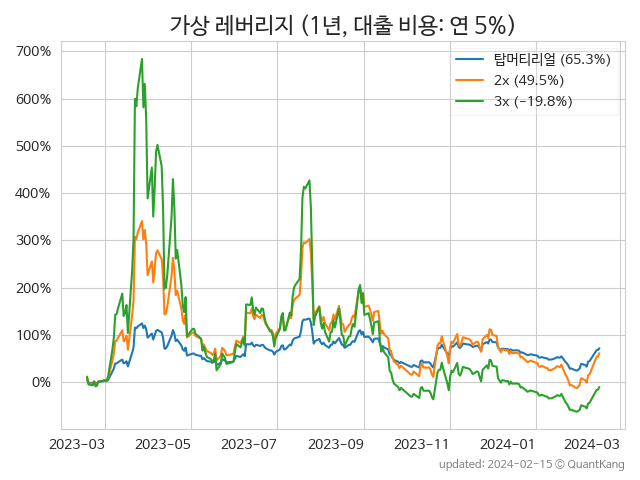 가상 레버리지 (1년, 대출 비용: 연 5%)
700%
600%
500%
400%
300%
200%
100%
0%
탑머티리얼 (65.3%)
2x (49.5%)
3x (-19.8%)
2023-03 2023-05 2023-07 2023-09 2023-11 2024-01 2024-03
updated: 2024-02-15 ⓒ QuantKang